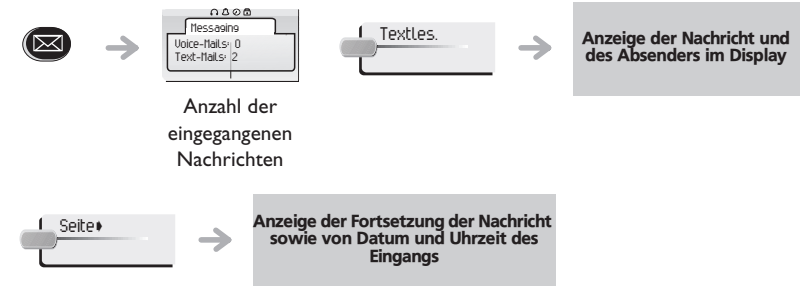 Messaging
Voice-Mails: 0
Text-Mails: 2
Textles.
Anzeige der Nachricht und
des Absenders im Display
Anzahl der
eingegangenen
Nachrichten
Seite
Anzeige der Fortsetzung der Nachricht
sowie von Datum und Uhrzeit des
Eingangs